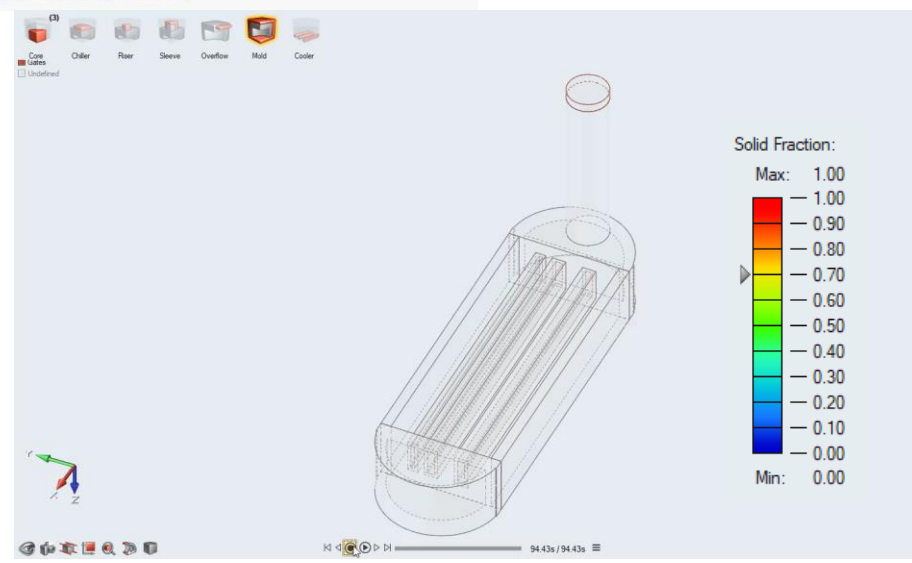 (3)
Core Chiller Riser Sleeve Overflow Mold Cooler
Gates
Undefined
Solid Fraction:
Max: 1.00
1.00
0.90
0.80
0.70
0.60
0.50
0.40
0.30
0.20
0.10
0.00
Min: 0.00
Y
X Z
94.43s / 94.43s